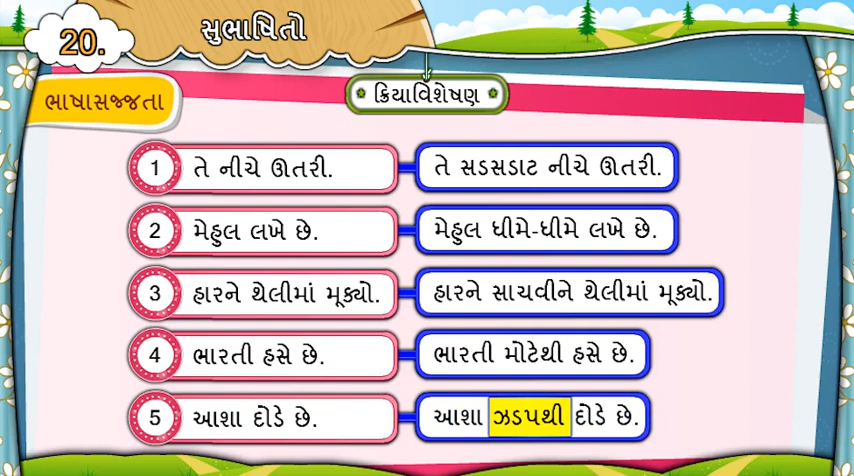 20.
સુભાષિતો
ભાષાસજ્જતા
ક્રિયાવિશેષણ
1 તે નીચે ઊતરી. તે સડસડાટ નીચે ઊતરી.
2 મેહુલ લખે છે. મેહુલ ધીમે-ધીમે લખે છે.
3 હારને થેલીમાં મૂક્યો. હારને સાચવીને થેલીમાં મૂક્યો.
4 ભારતી હસે છે. ભારતી મોટેથી હસે છે.
5 આશા દોડે છે. આશા ઝડપથી દોડે છે.